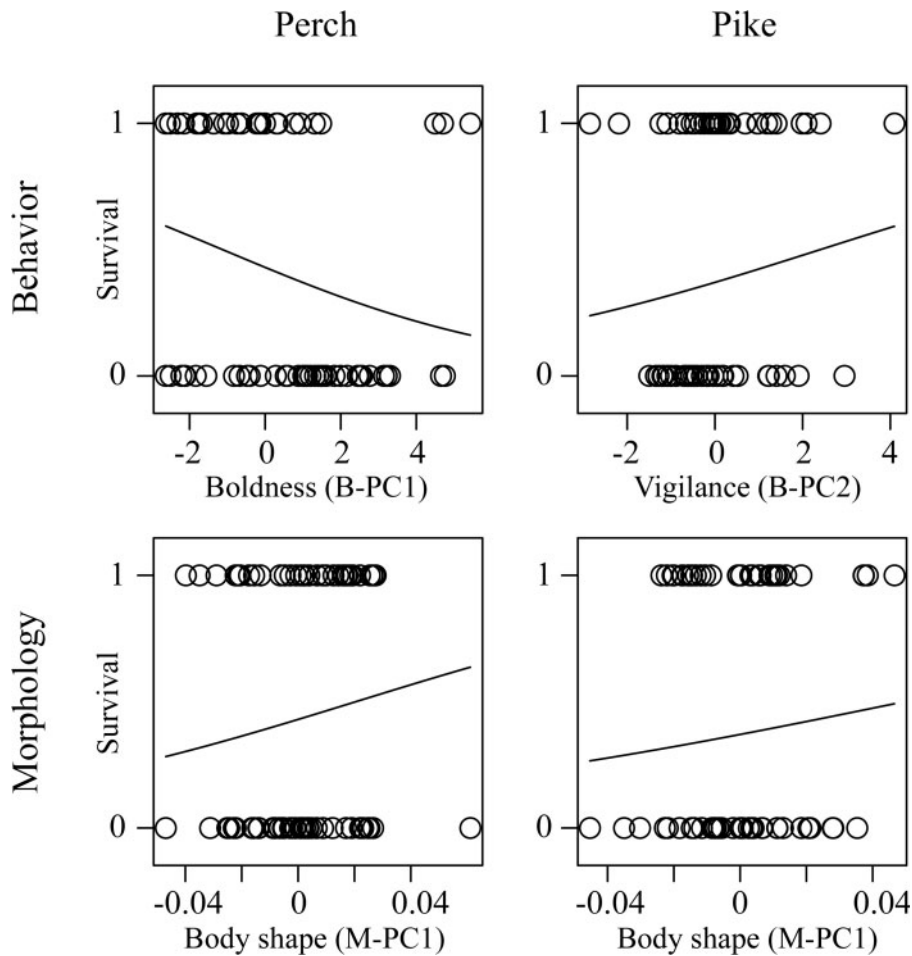 Perch Pike
Behavior
Survival
1 1
0 0
-2 0 2 4 -2 0 2 4
Boldness (B-PC1) Vigilance (B-PC2)
Morphology
Survival
1 1
0 0
-0.04 0 0.04 -0.04 0 0.04
Body shape (M-PC1) Body shape (M-PC1)